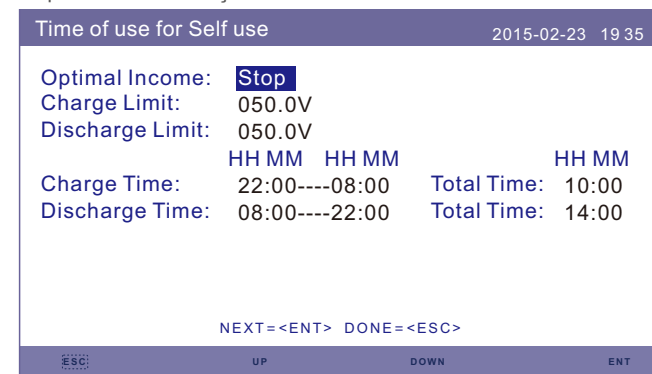 Time of use for Self use 2015-02-23 19 35
Optimal Income: Stop
Charge Limit: 050.0V
Discharge Limit: 050.0V
HH MM HH MM HH MM
Charge Time: 22:00----08:00 Total Time: 10:00
Discharge Time: 08:00----22:00 Total Time: 14:00
NEXT=<ENT> DONE=<ESC>
ESC UP DOWN ENT